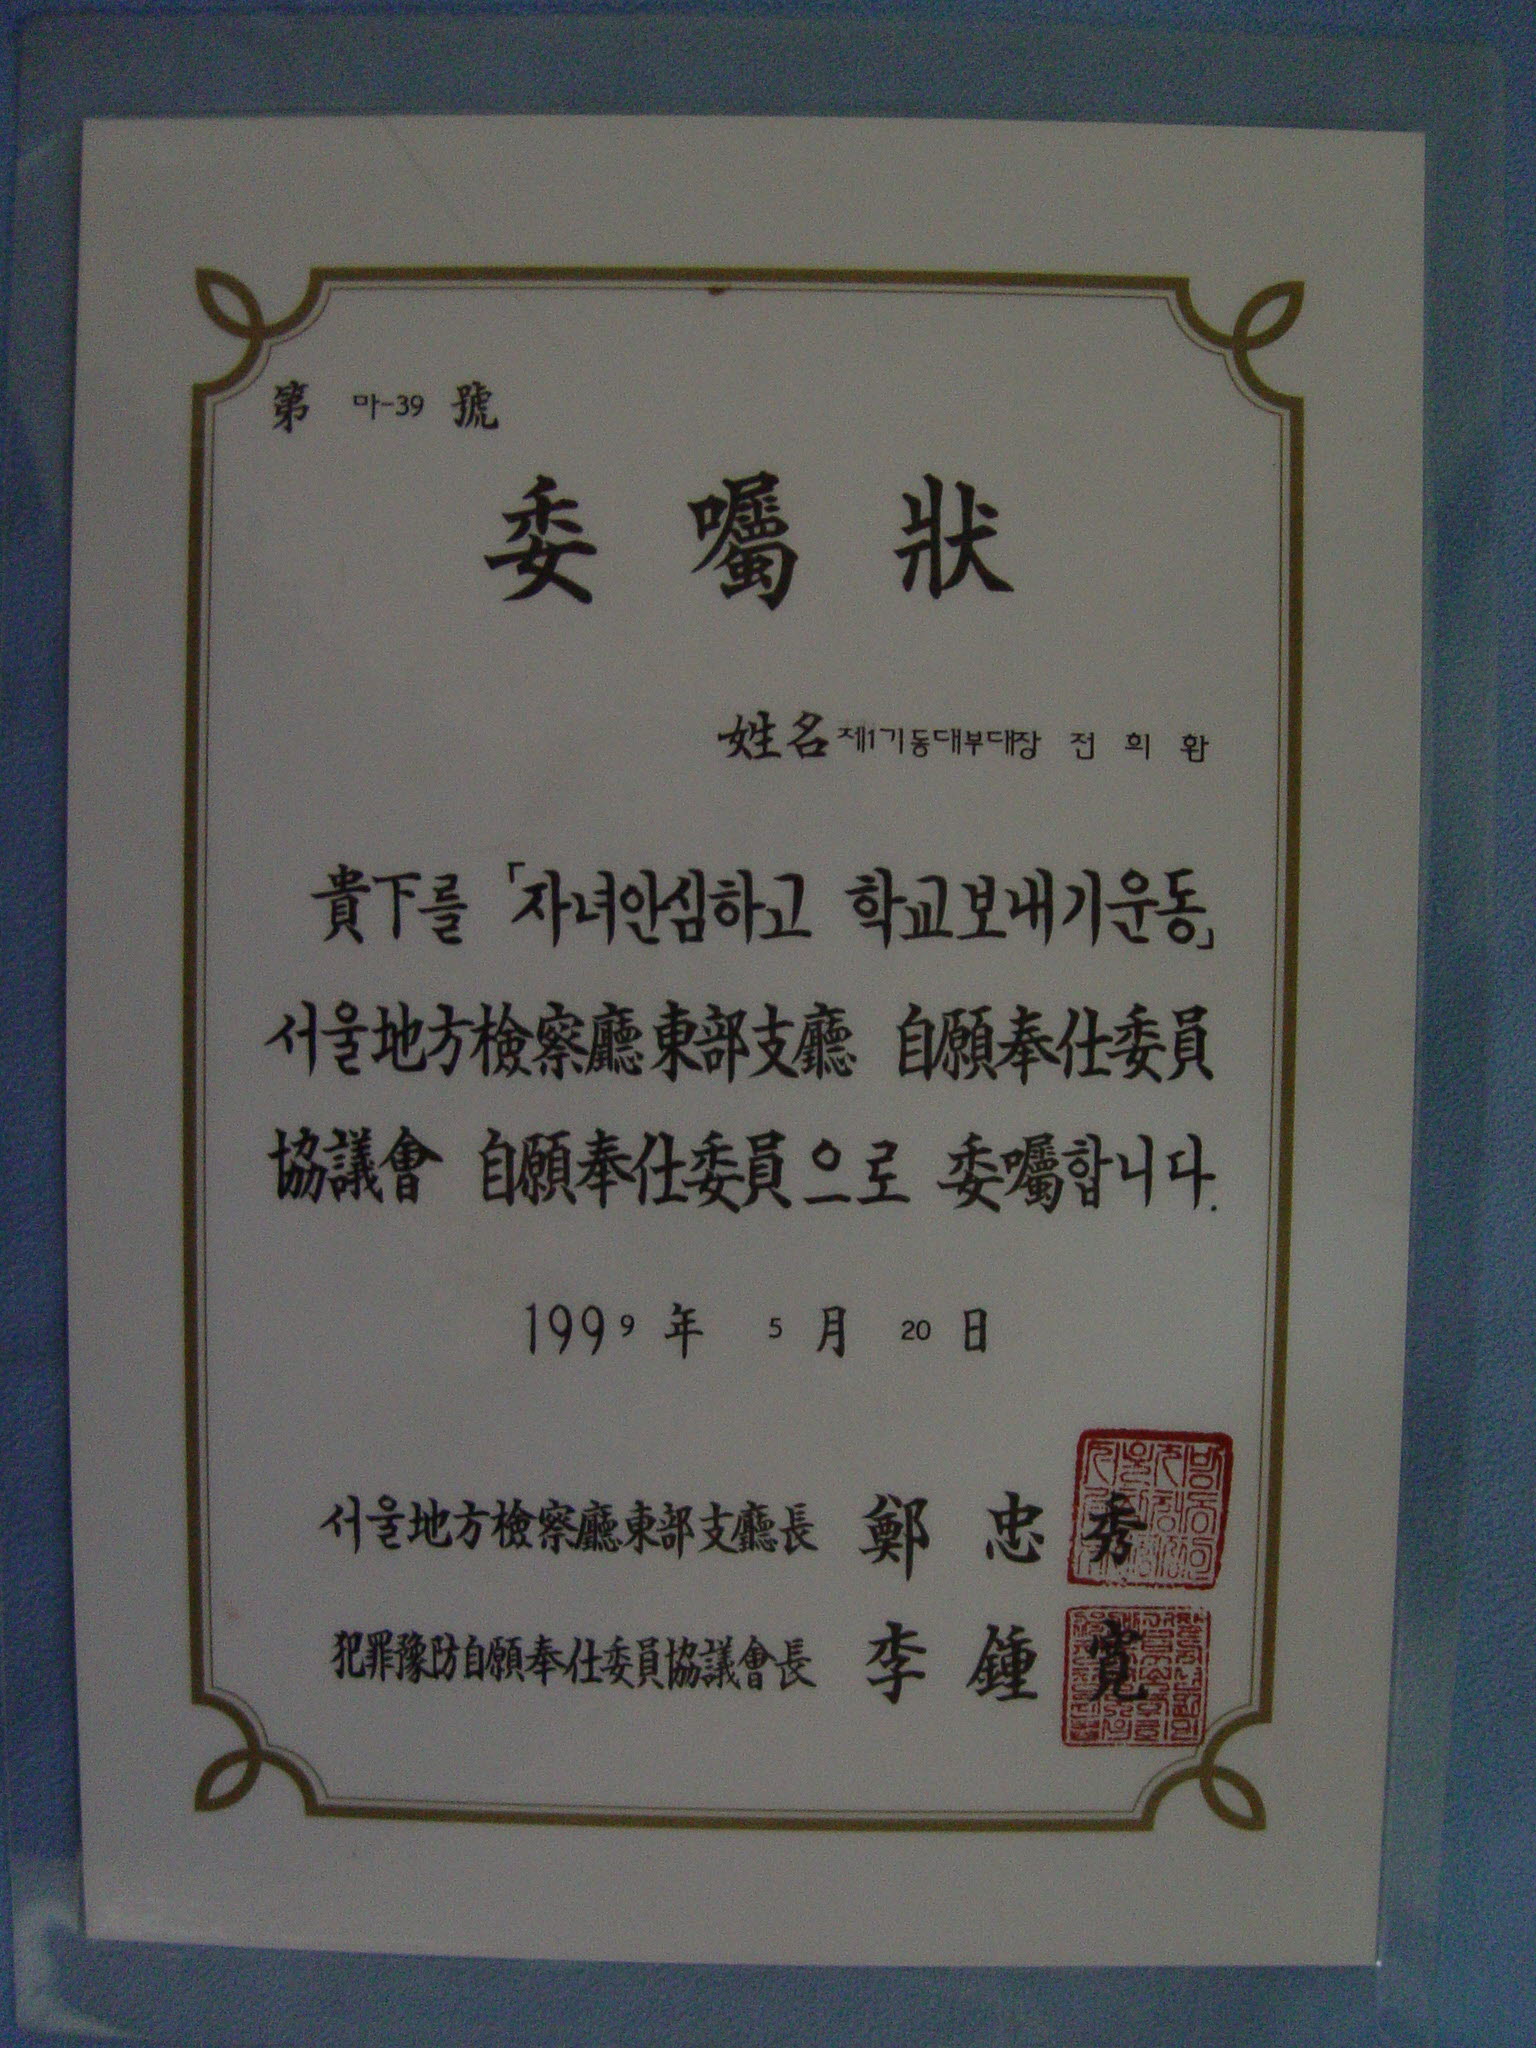 第 마-39 號
委囑狀
姓名 제1기동대부대장 전 희 환
貴下를 「자녀안심하고 학교보내기운동」
서울地方檢察廳東部支廳 自願奉仕委員
協議會 自願奉仕委員으로 委囑합니다.
1999 年 5 月 20 日
서울地方檢察廳東部支廳長 鄭 忠 秀
犯罪豫防自願奉仕委員協議會長 李 鍾 寬